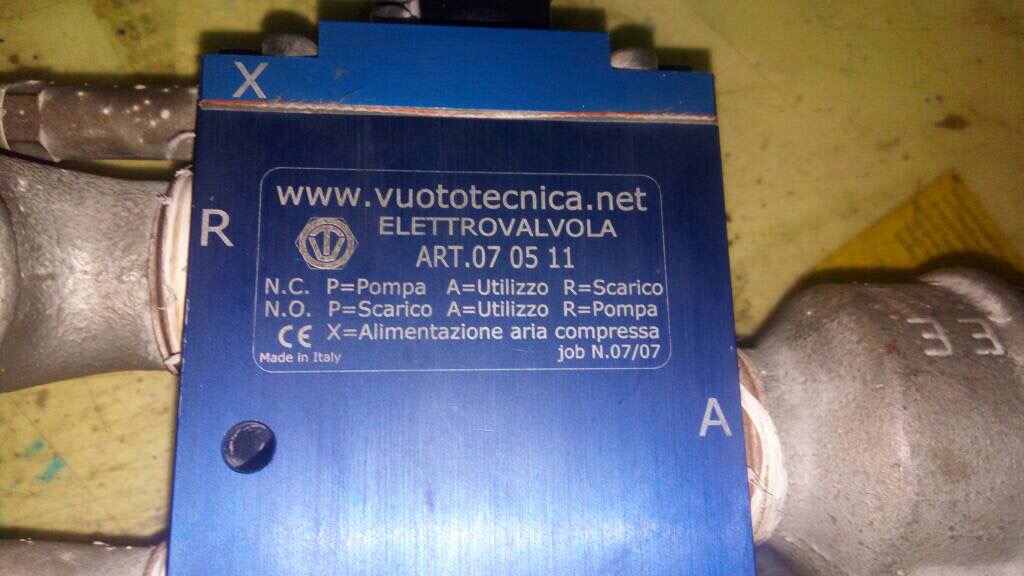 X
www.vuototecnica.net
R
ELETTROVALVOLA
ART.07 05 11
N.C. P=Pompa A=Utilizzo R=Scarico
N.O. P=Scarico A=Utilizzo R=Pompa
CE X=Alimentazione aria compressa
Made in Italy job N.07/07
A